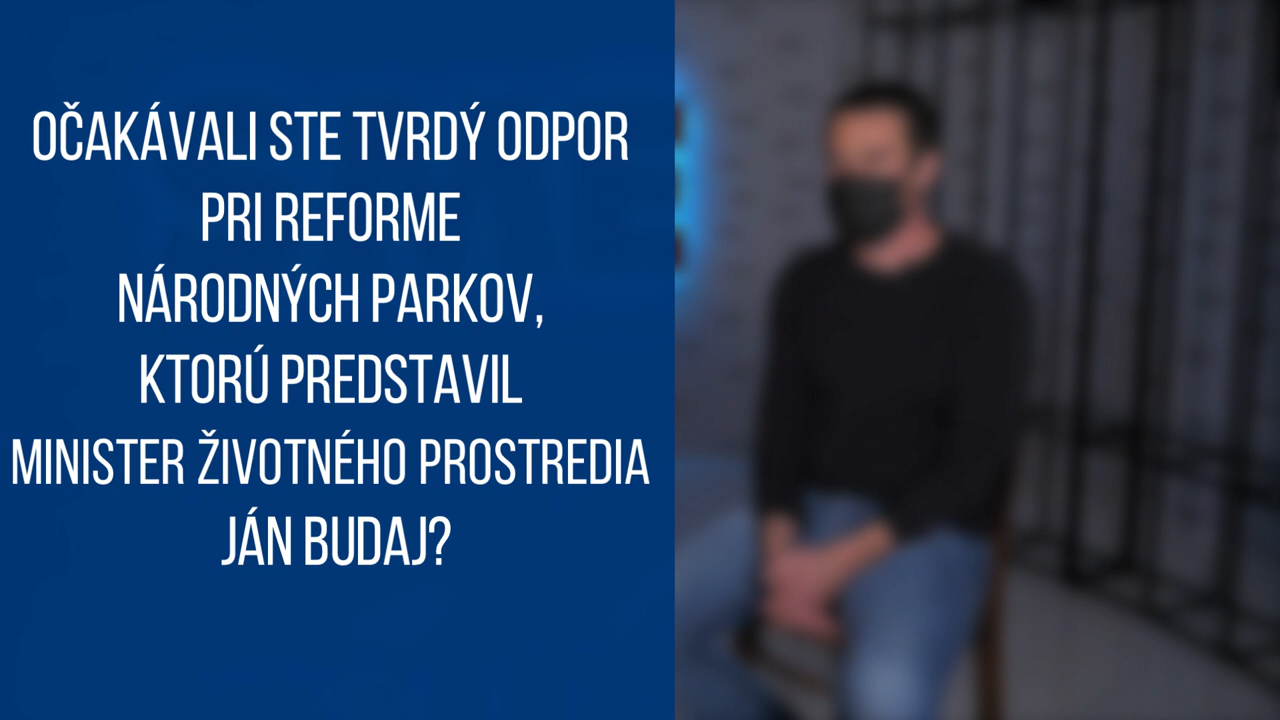 OČAKÁVALI STE TVRDÝ ODPOR
PRI REFORME
NÁRODNÝCH PARKOV,
KTORÚ PREDSTAVIL
MINISTER ŽIVOTNÉHO PROSTREDIA
JÁN BUDAJ?